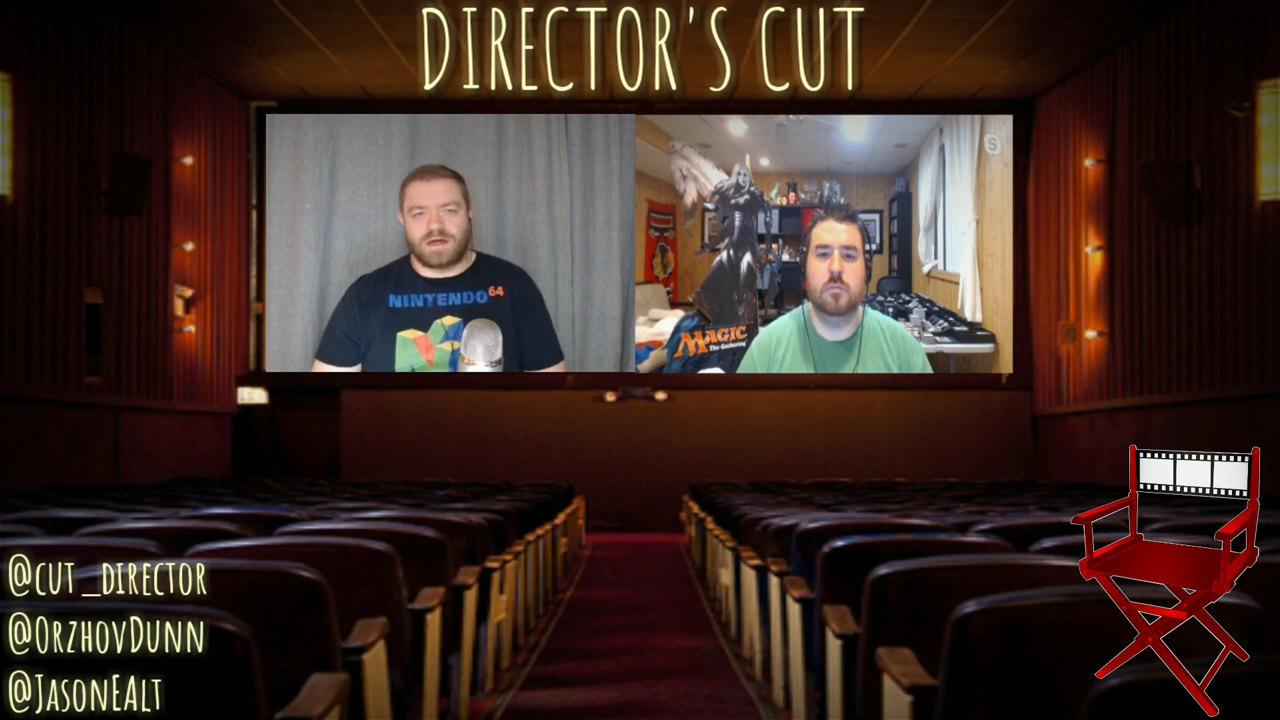 DIRECTOR'S CUT
S
NINTENDO64
MAGIC
The Gathering
@CUT_DIRECTOR
@ORZHOVDUNN
@JASONEALT